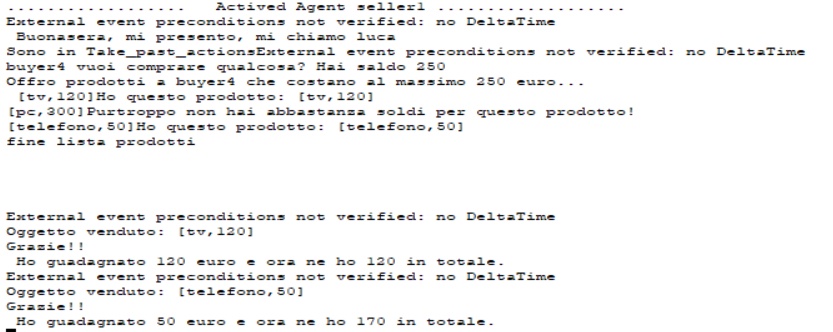 .................. Actived Agent seller1 ...................
External event preconditions not verified: no DeltaTime
Buonasera, mi presento, mi chiamo luca
Sono in Take_past_actionsExternal event preconditions not verified: no DeltaTime
buyer4 vuoi comprare qualcosa? Hai saldo 250
Offro prodotti a buyer4 che costano al massimo 250 euro...
[tv,120]Ho questo prodotto: [tv,120]
[pc,300]Purtroppo non hai abbastanza soldi per questo prodotto!
[telefono,50]Ho questo prodotto: [telefono,50]
fine lista prodotti
External event preconditions not verified: no DeltaTime
Oggetto venduto: [tv,120]
Grazie!!
Ho guadagnato 120 euro e ora ne ho 120 in totale.
External event preconditions not verified: no DeltaTime
Oggetto venduto: [telefono,50]
Grazie!!
Ho guadagnato 50 euro e ora ne ho 170 in totale.